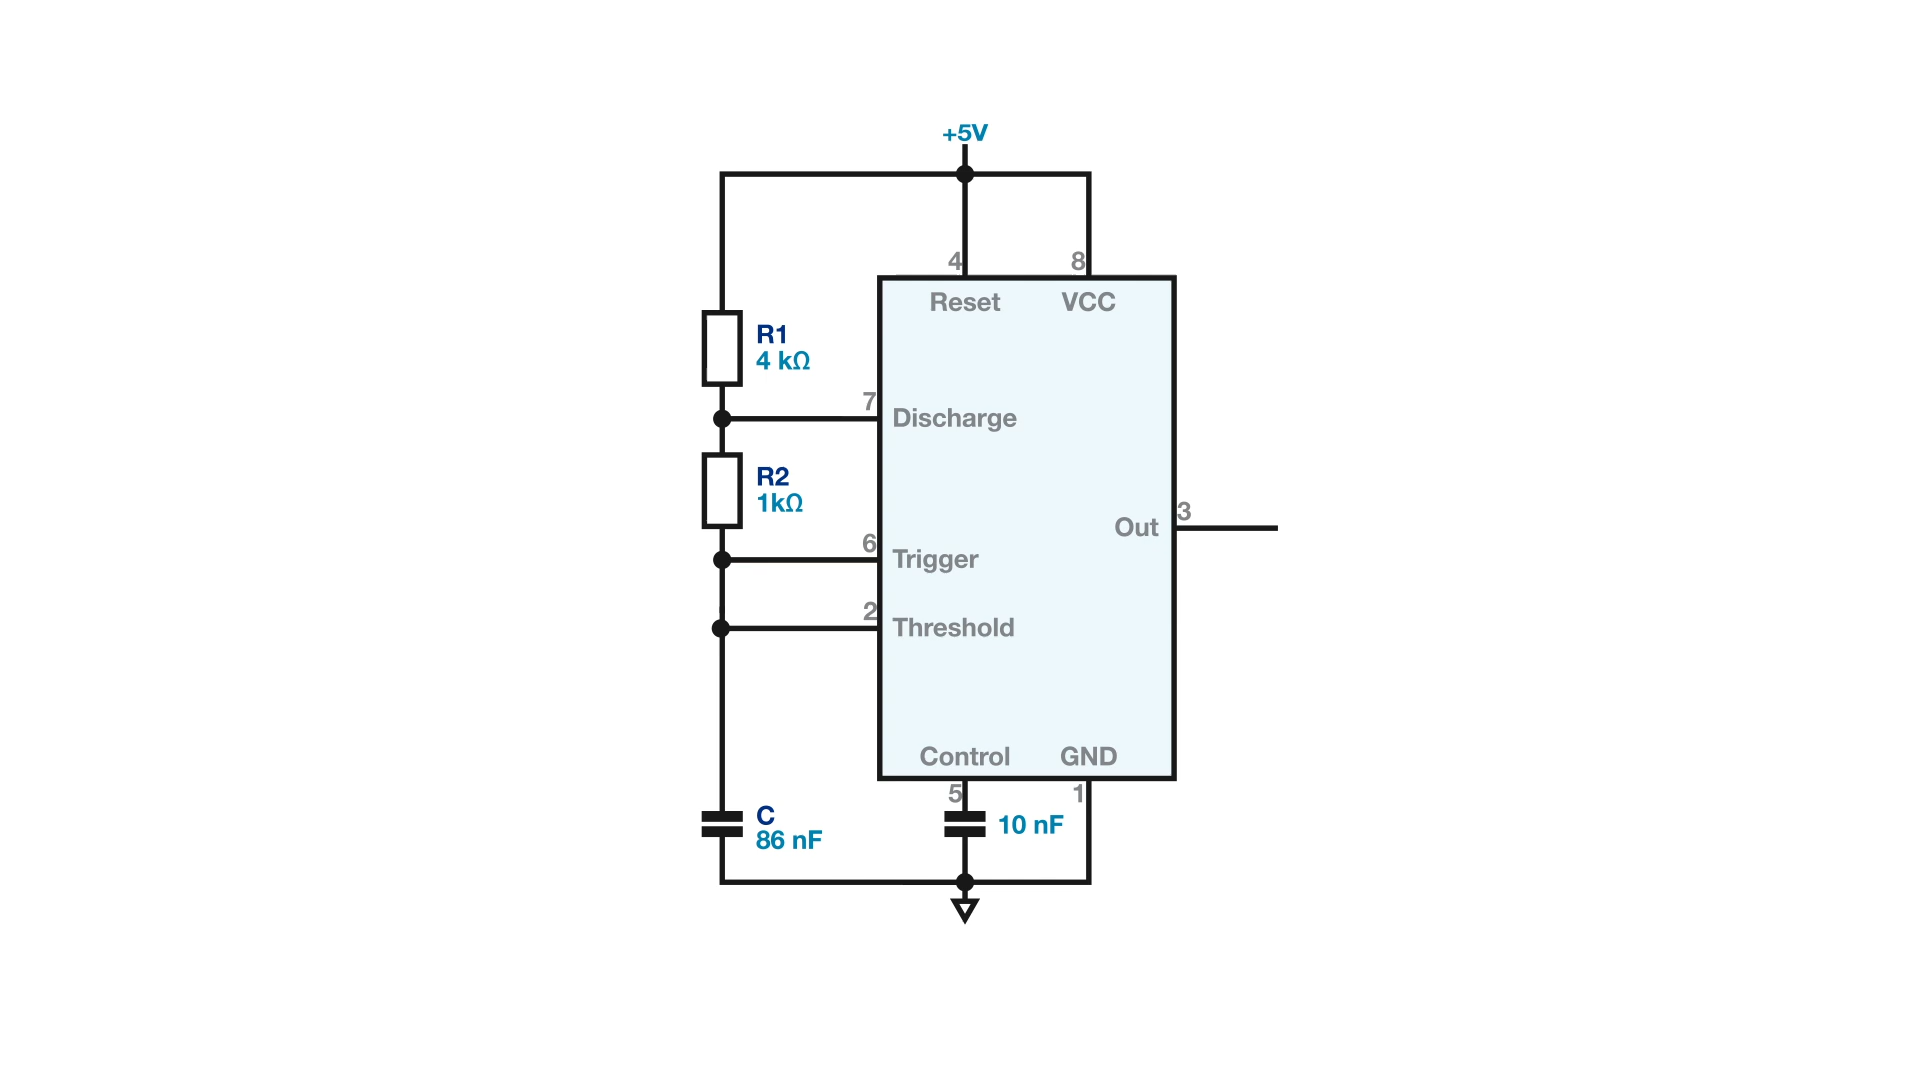 +5V
4
8
Reset
VCC
R1
4 kΩ
7
Discharge
R2
1kΩ
3
Out
6
Trigger
2
Threshold
Control
GND
5
1
C
86 nF
10 nF